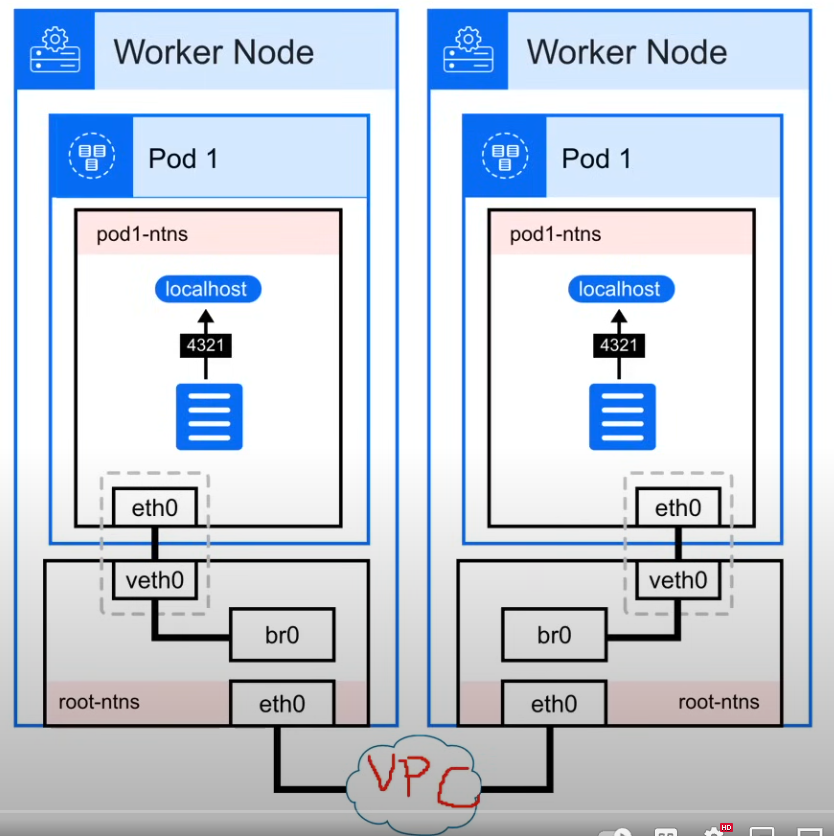 Worker Node
Pod 1
pod1-ntns
localhost
4321
eth0
veth0
br0
root-ntns
eth0
Worker Node
Pod 1
pod1-ntns
localhost
4321
eth0
veth0
br0
eth0
root-ntns
VPC
HD